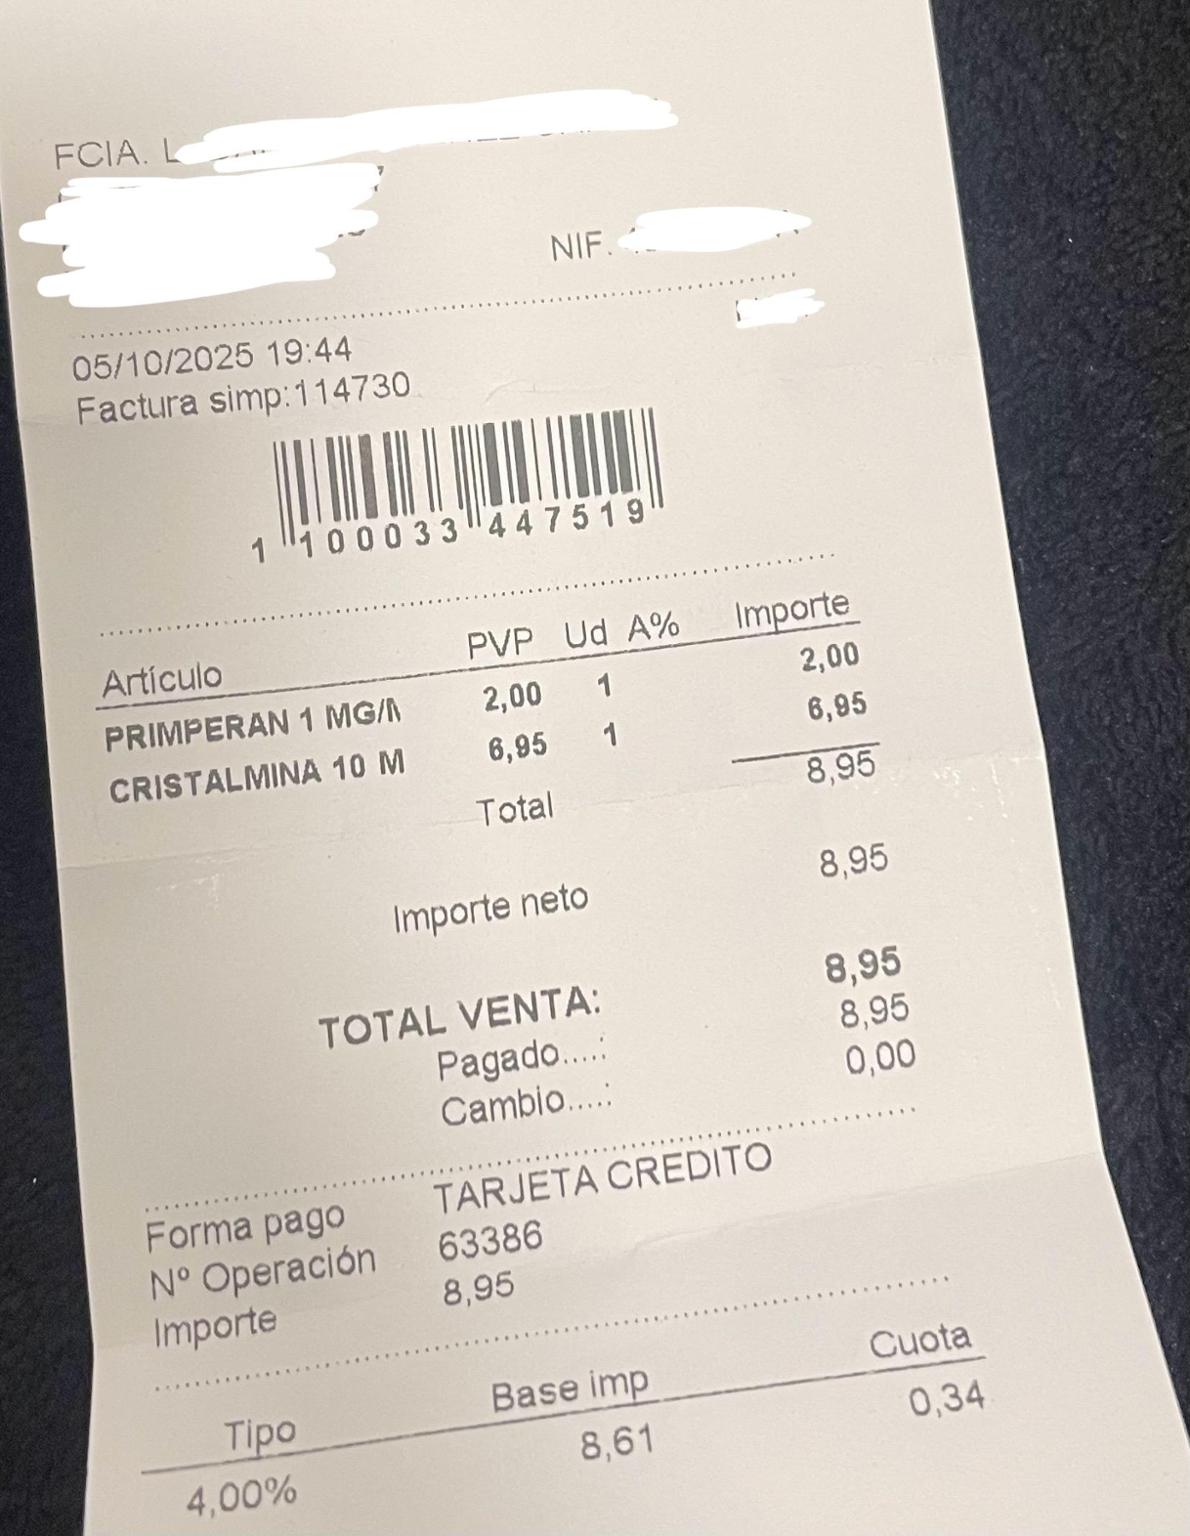 FCIA. L
NIF.
05/10/2025 19:44
Factura simp:114730
1 100033 447519
Artículo PVP Ud A% Importe
PRIMPERAN 1 MG/M 2,00 1 2,00
CRISTALMINA 10 M 6,95 1 6,95
Total 8,95
Importe neto 8,95
TOTAL VENTA: 8,95
Pagado.....: 8,95
Cambio.....: 0,00
Forma pago TARJETA CREDITO
Nº Operación 63386
Importe 8,95
Tipo Base imp Cuota
4,00% 8,61 0,34